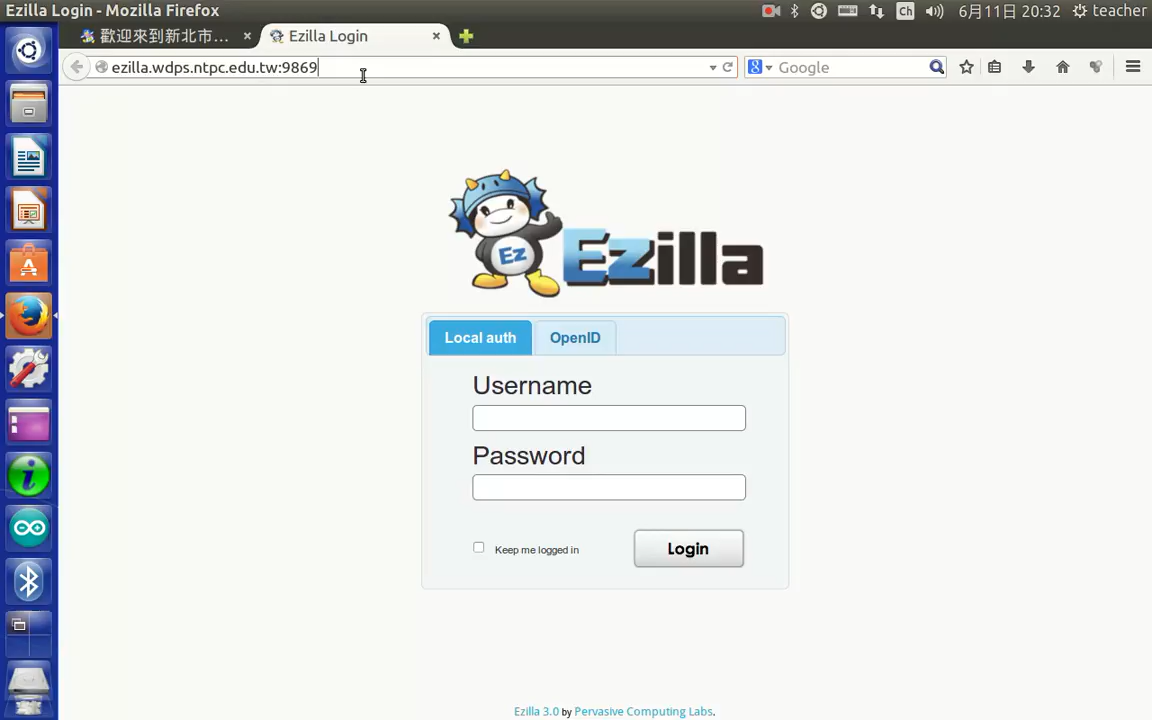 Ezilla Login - Mozilla Firefox
Ch
6月11日 20:32
teacher
歡迎來到新北市...
Ezilla Login
ezilla.wdps.ntpc.edu.tw:9869
8
Google
Ez
Ezilla
Local auth
OpenID
Username
Password
Keep me logged in
Login
Ezilla 3.0 by Pervasive Computing Labs.